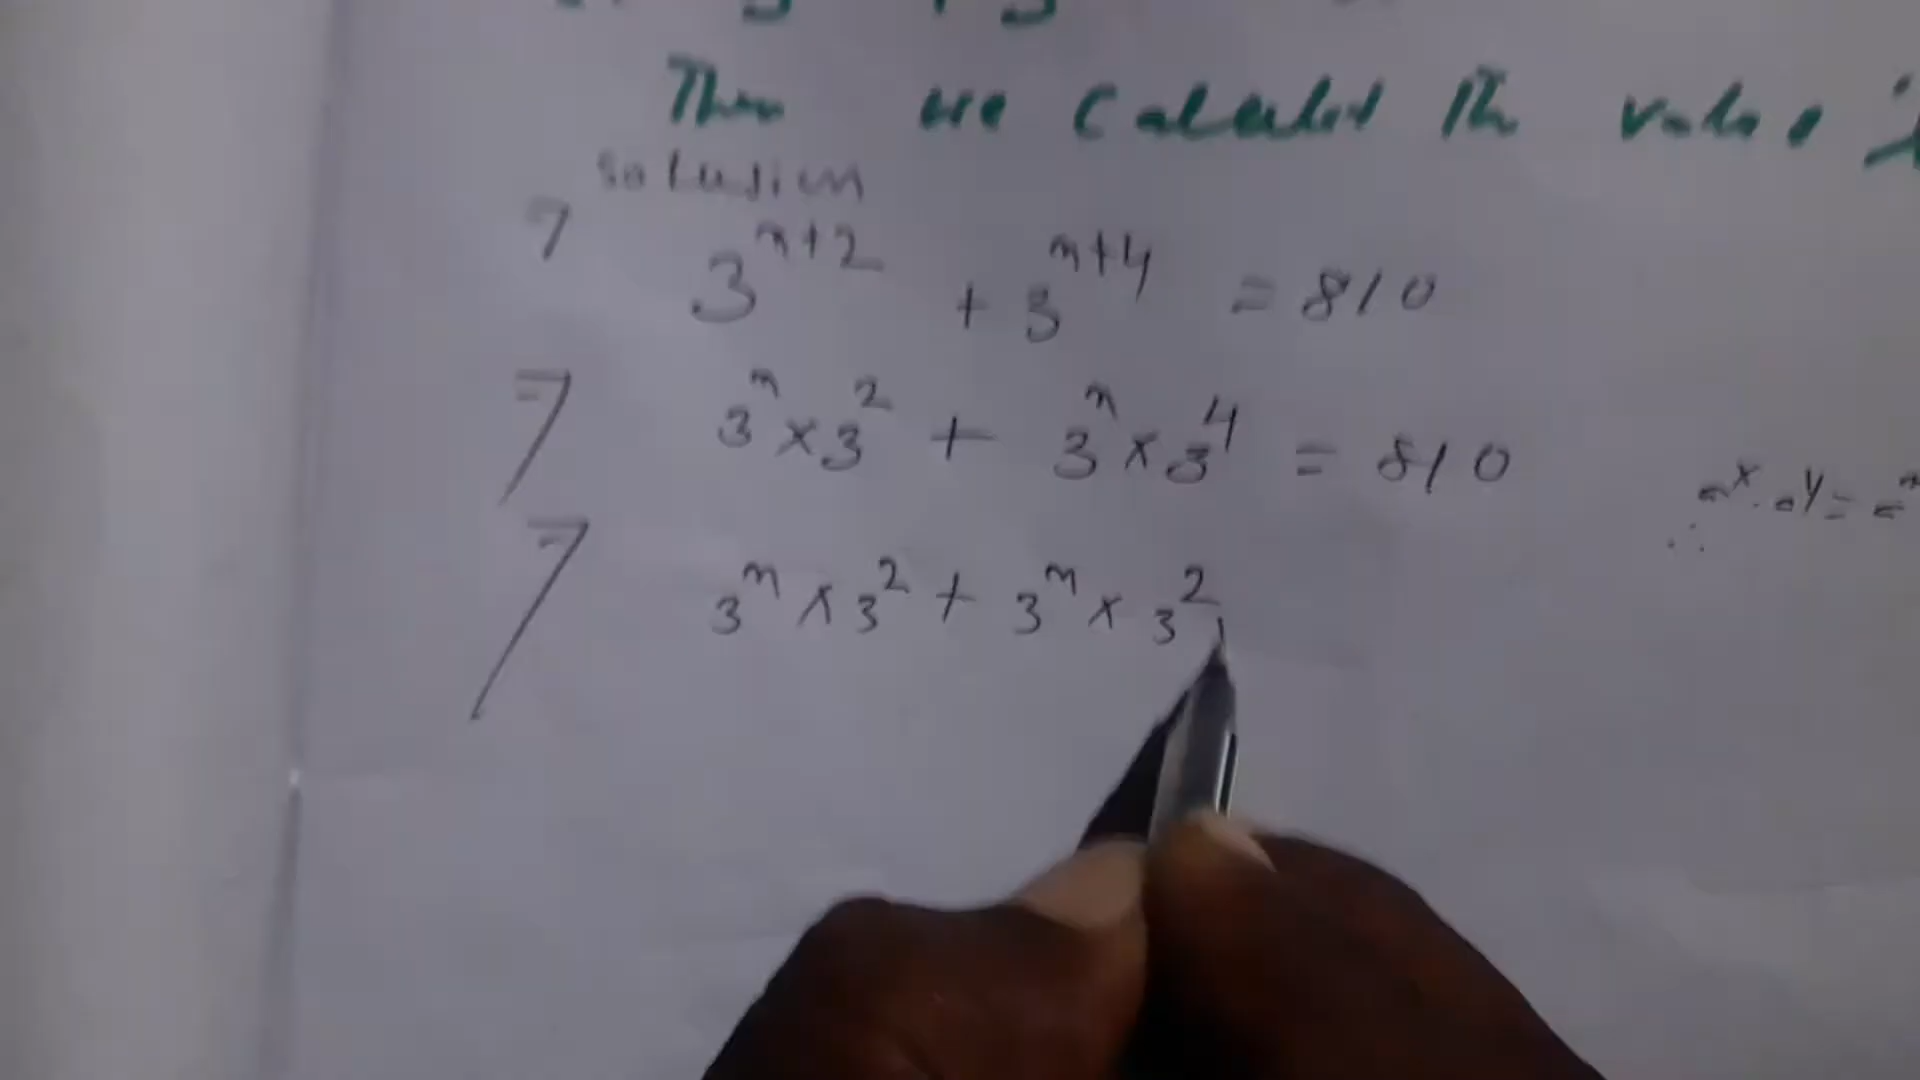 Then we Calculet the value
solution
3^{n+2} + 3^{n+4} = 810
⇒ 3^n × 3^2 + 3^n × 3^4 = 810
a^x . a^y = a
⇒ 3^n × 3^2 + 3^n × 3^2